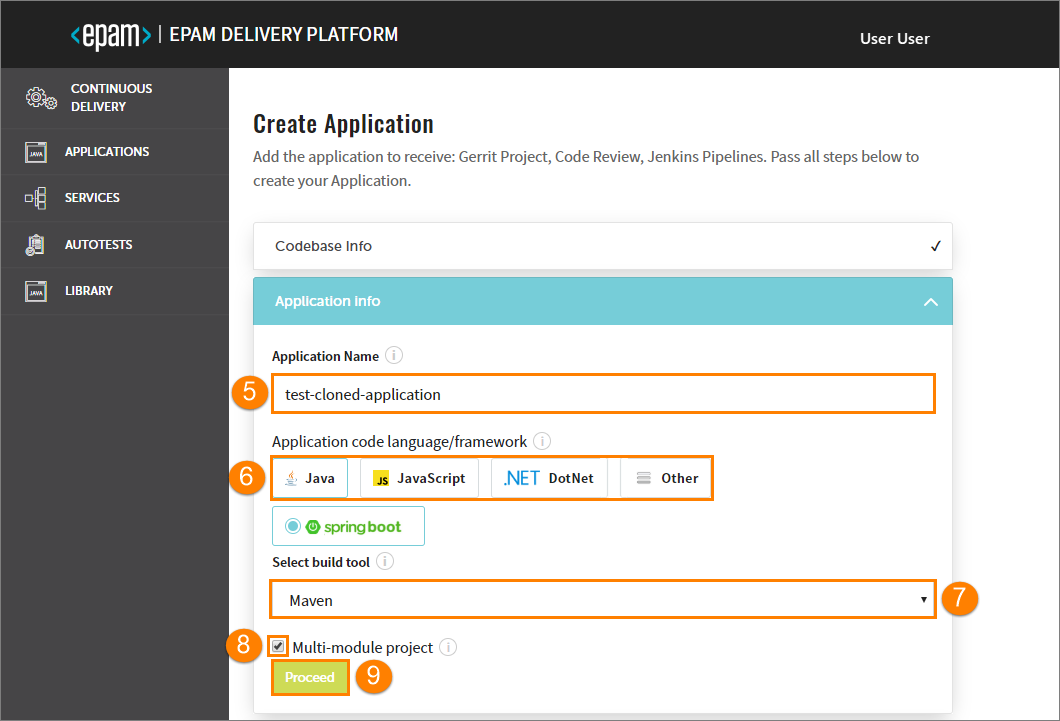 <epam> | EPAM DELIVERY PLATFORM
User User
CONTINUOUS
DELIVERY
JAVA APPLICATIONS
SERVICES
AUTOTESTS
JAVA LIBRARY
Create Application
Add the application to receive: Gerrit Project, Code Review, Jenkins Pipelines. Pass all steps below to
create your Application.
Codebase Info
Application Info
Application Name i
5 test-cloned-application
Application code language/framework i
6 Java JS JavaScript .NET DotNet Other
spring boot
Select build tool i
Maven 7
8 Multi-module project i
Proceed 9